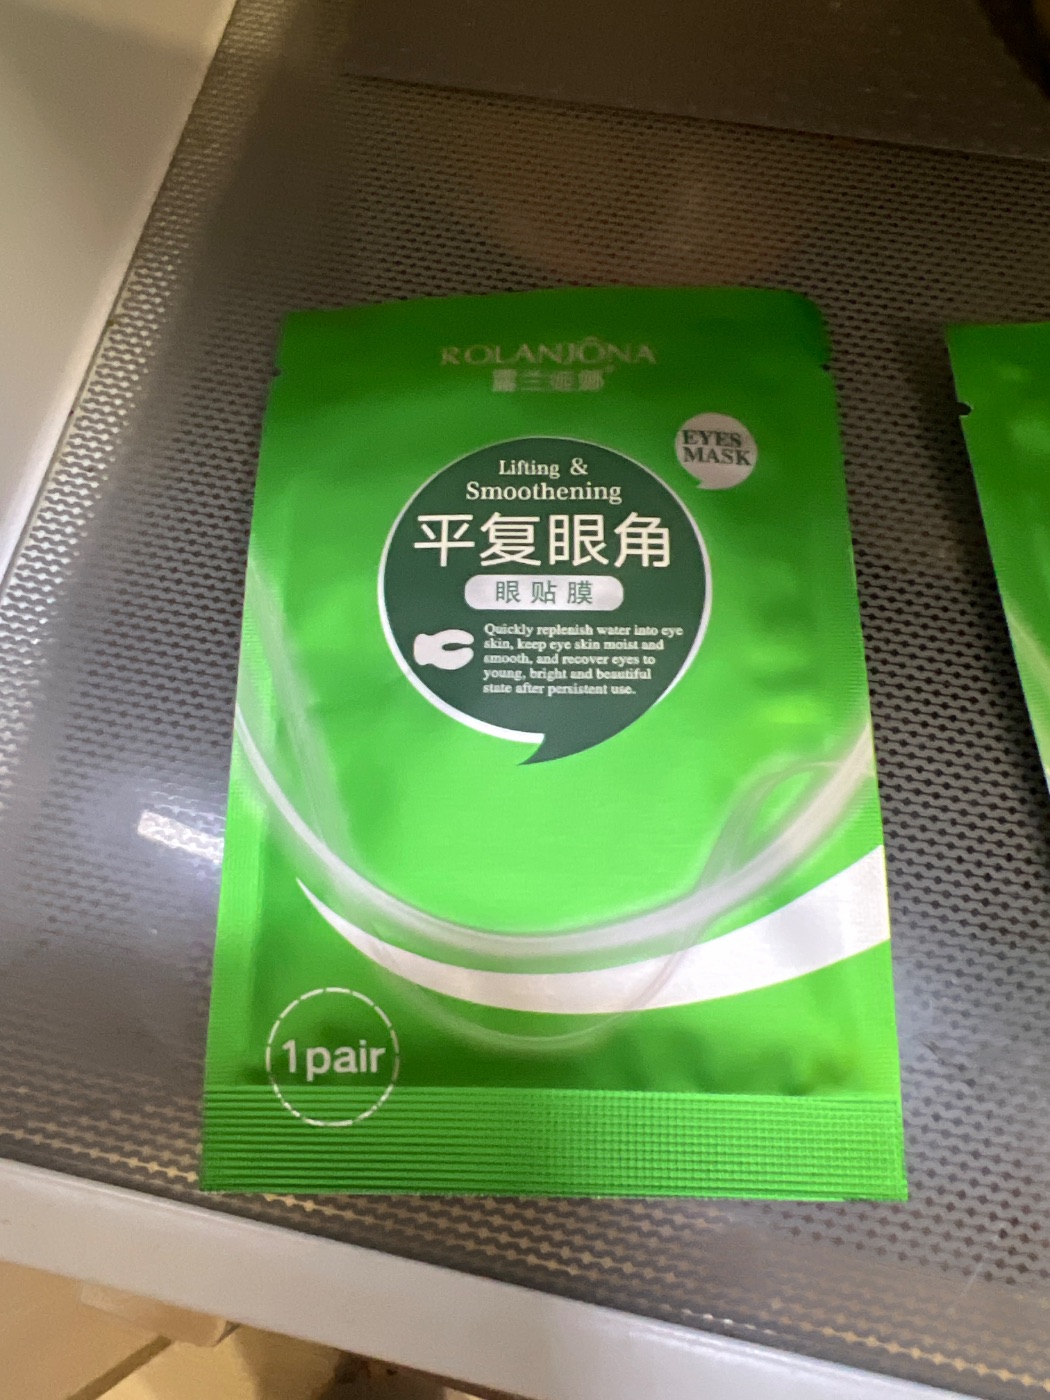 ROLANJÔNA
露兰姬娜®
EYES
MASK
Lifting &
Smoothening
平复眼角
眼贴膜
Quickly replenish water into eye
skin, keep eye skin moist and
smooth, and recover eyes to
young, bright and beautiful
state after persistent use.
1pair